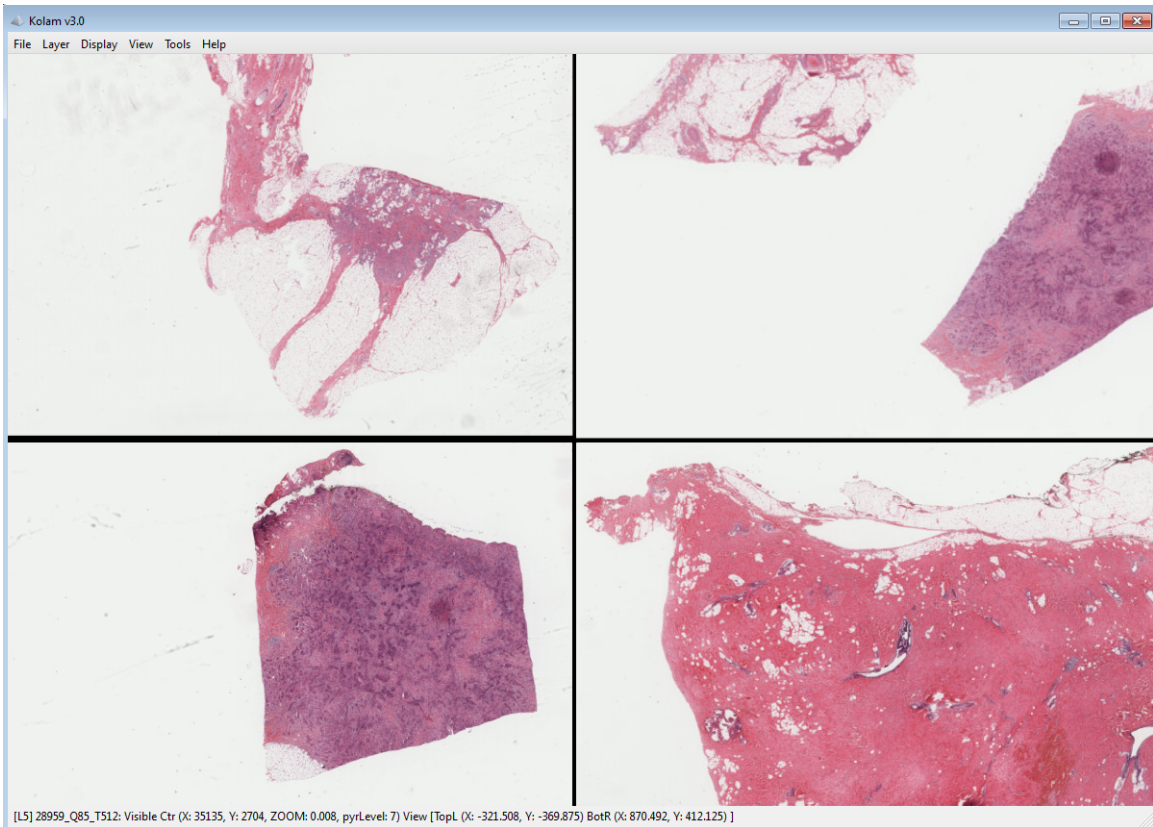 Kolam v3.0
File Layer Display View Tools Help
[L5] 28959_Q85_T512: Visible Ctr (X: 35135, Y: 2704, ZOOM: 0.008, pyrLevel: 7) View [TopL (X: -321.508, Y: -369.875) BotR (X: 870.492, Y: 412.125) ]